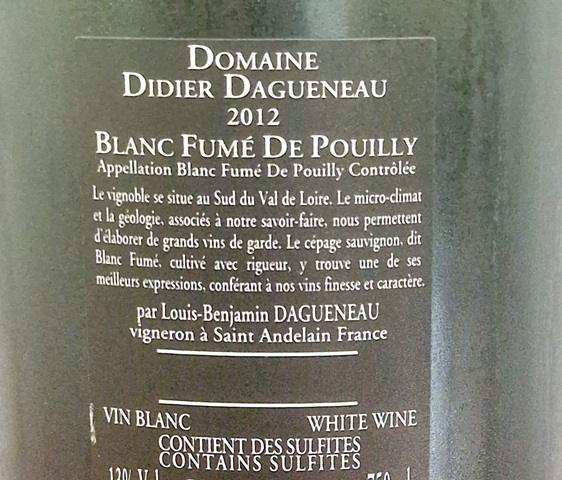 DOMAINE
DIDIER DAGUENEAU
2012
BLANC FUMÉ DE POUILLY
Appellation Blanc Fumé De Pouilly Contrôlée
Le vignoble se situe au Sud du Val de Loire. Le micro-climat
et la géologie, associés à notre savoir-faire, nous permettent
d'élaborer de grands vins de garde. Le cépage sauvignon, dit
Blanc Fumé, cultivé avec rigueur, y trouve une de ses
meilleurs expressions, conférant à nos vins finesse et caractère.
par Louis-Benjamin DAGUENEAU
vigneron à Saint Andelain France
VIN BLANC WHITE WINE
CONTIENT DES SULFITES
CONTAINS SULFITES